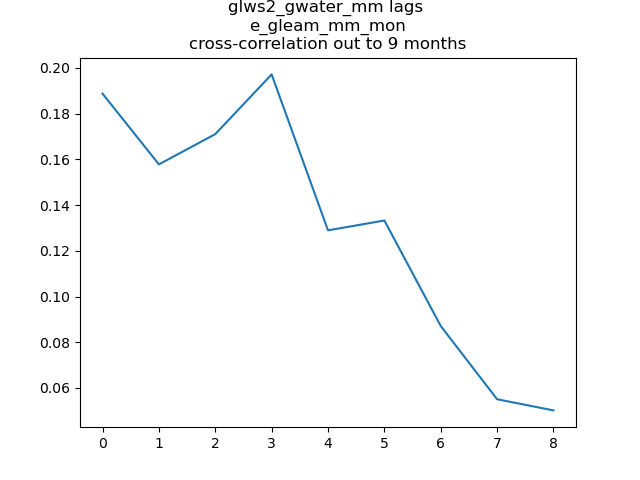 glws2_gwater_mm lags
e_gleam_mm_mon
cross-correlation out to 9 months
0.20
0.18
0.16
0.14
0.12
0.10
0.08
0.06
0 1 2 3 4 5 6 7 8